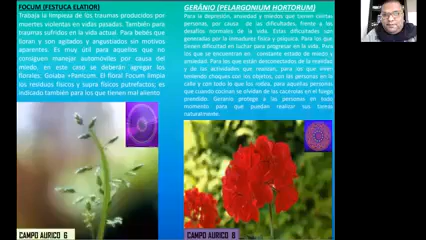 FOCUM (FESTUCA ELATIOR)
Trabaja la limpieza de los traumas producidos por
muertes violentas en vidas pasadas. También para
traumas sufridos en la vida actual. Para bebés que
lloran y son agitados y angustiados, sin motivos
aparentes. Es muy útil para aquellos que no
consiguen manejar automóviles por causa del
miedo, en este caso se deberán agregar los
florales: Goiaba +Panicum. El floral Focum limpia
los residuos físicos y supra físicos putrefactos; es
indicado también para los que tienen mal aliento
CAMPO AURICO 6
GERÁNIO (PELARGONIUM HORTORUM)
Para la depresión, ansiedad y miedos que tienen ciertas
personas, por causa de las dificultades, frente a los
desafíos normales de la vida. Estas dificultades son
generadas por la inmadurez física y psíquica. Para los que
tienen dificultad en luchar para progresar en la vida. Para
los que se encuentran en constante estado de miedo y
ansiedad. Para los que están desconectados de la realidad
y de las actividades que realizan, para los que viven
teniendo choques con los objetos, con las personas en la
calle y con todo lo que los rodea, para aquellas personas
que cuando cocinan se olvidan de las cacerolas en el fuego
prendido. Geranio protege a las personas en todo
momento para que puedan realizar sus tareas
naturalmente.
CAMPO AURICO 8